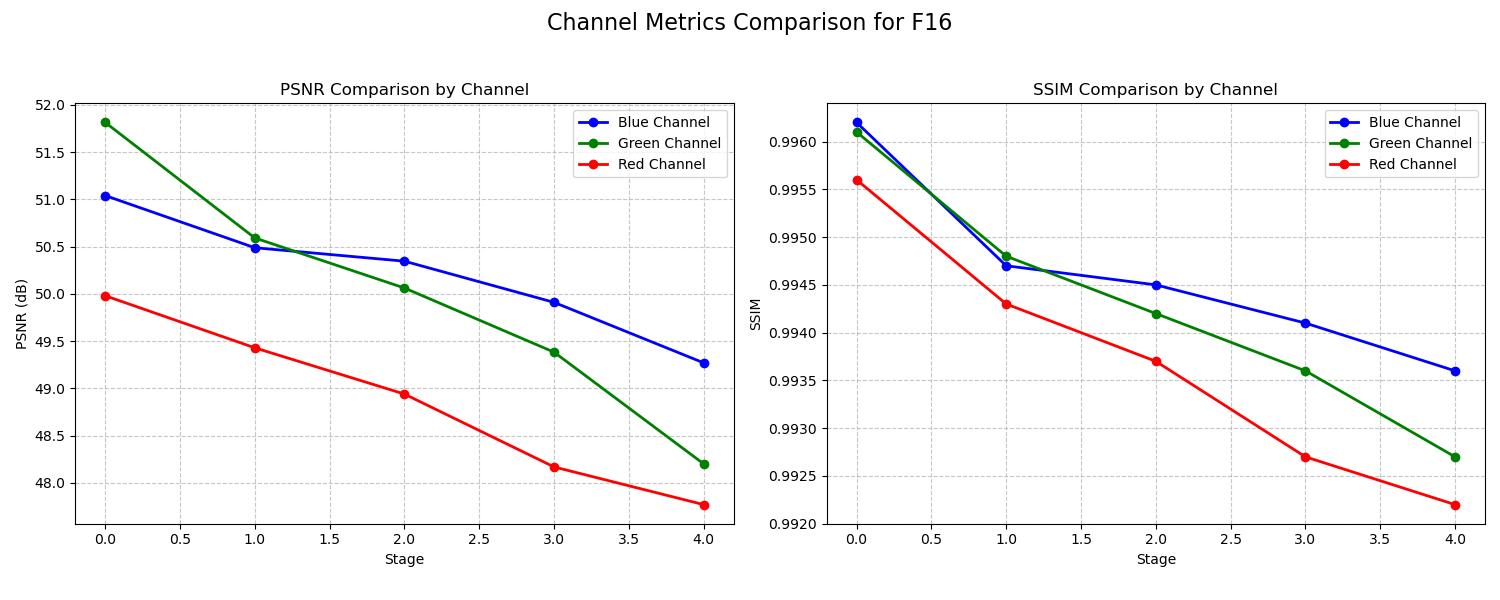 Channel Metrics Comparison for F16
PSNR Comparison by Channel
52.0
51.5
51.0
50.5
50.0
49.5
49.0
48.5
48.0
PSNR (dB)
Blue Channel
Green Channel
Red Channel
0.0 0.5 1.0 1.5 2.0 2.5 3.0 3.5 4.0
Stage
SSIM Comparison by Channel
0.9960
0.9955
0.9950
0.9945
0.9940
0.9935
0.9930
0.9925
0.9920
SSIM
Blue Channel
Green Channel
Red Channel
0.0 0.5 1.0 1.5 2.0 2.5 3.0 3.5 4.0
Stage